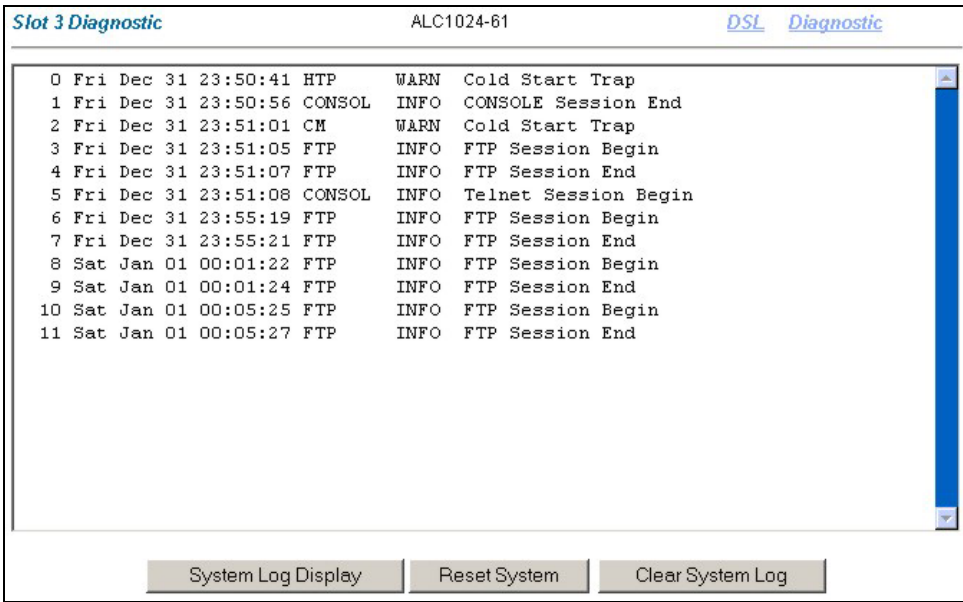 Slot 3 Diagnostic ALC1024-61 DSL Diagnostic
0 Fri Dec 31 23:50:41 HTP WARN Cold Start Trap
1 Fri Dec 31 23:50:56 CONSOL INFO CONSOLE Session End
2 Fri Dec 31 23:51:01 CM WARN Cold Start Trap
3 Fri Dec 31 23:51:05 FTP INFO FTP Session Begin
4 Fri Dec 31 23:51:07 FTP INFO FTP Session End
5 Fri Dec 31 23:51:08 CONSOL INFO Telnet Session Begin
6 Fri Dec 31 23:55:19 FTP INFO FTP Session Begin
7 Fri Dec 31 23:55:21 FTP INFO FTP Session End
8 Sat Jan 01 00:01:22 FTP INFO FTP Session Begin
9 Sat Jan 01 00:01:24 FTP INFO FTP Session End
10 Sat Jan 01 00:05:25 FTP INFO FTP Session Begin
11 Sat Jan 01 00:05:27 FTP INFO FTP Session End
System Log Display Reset System Clear System Log